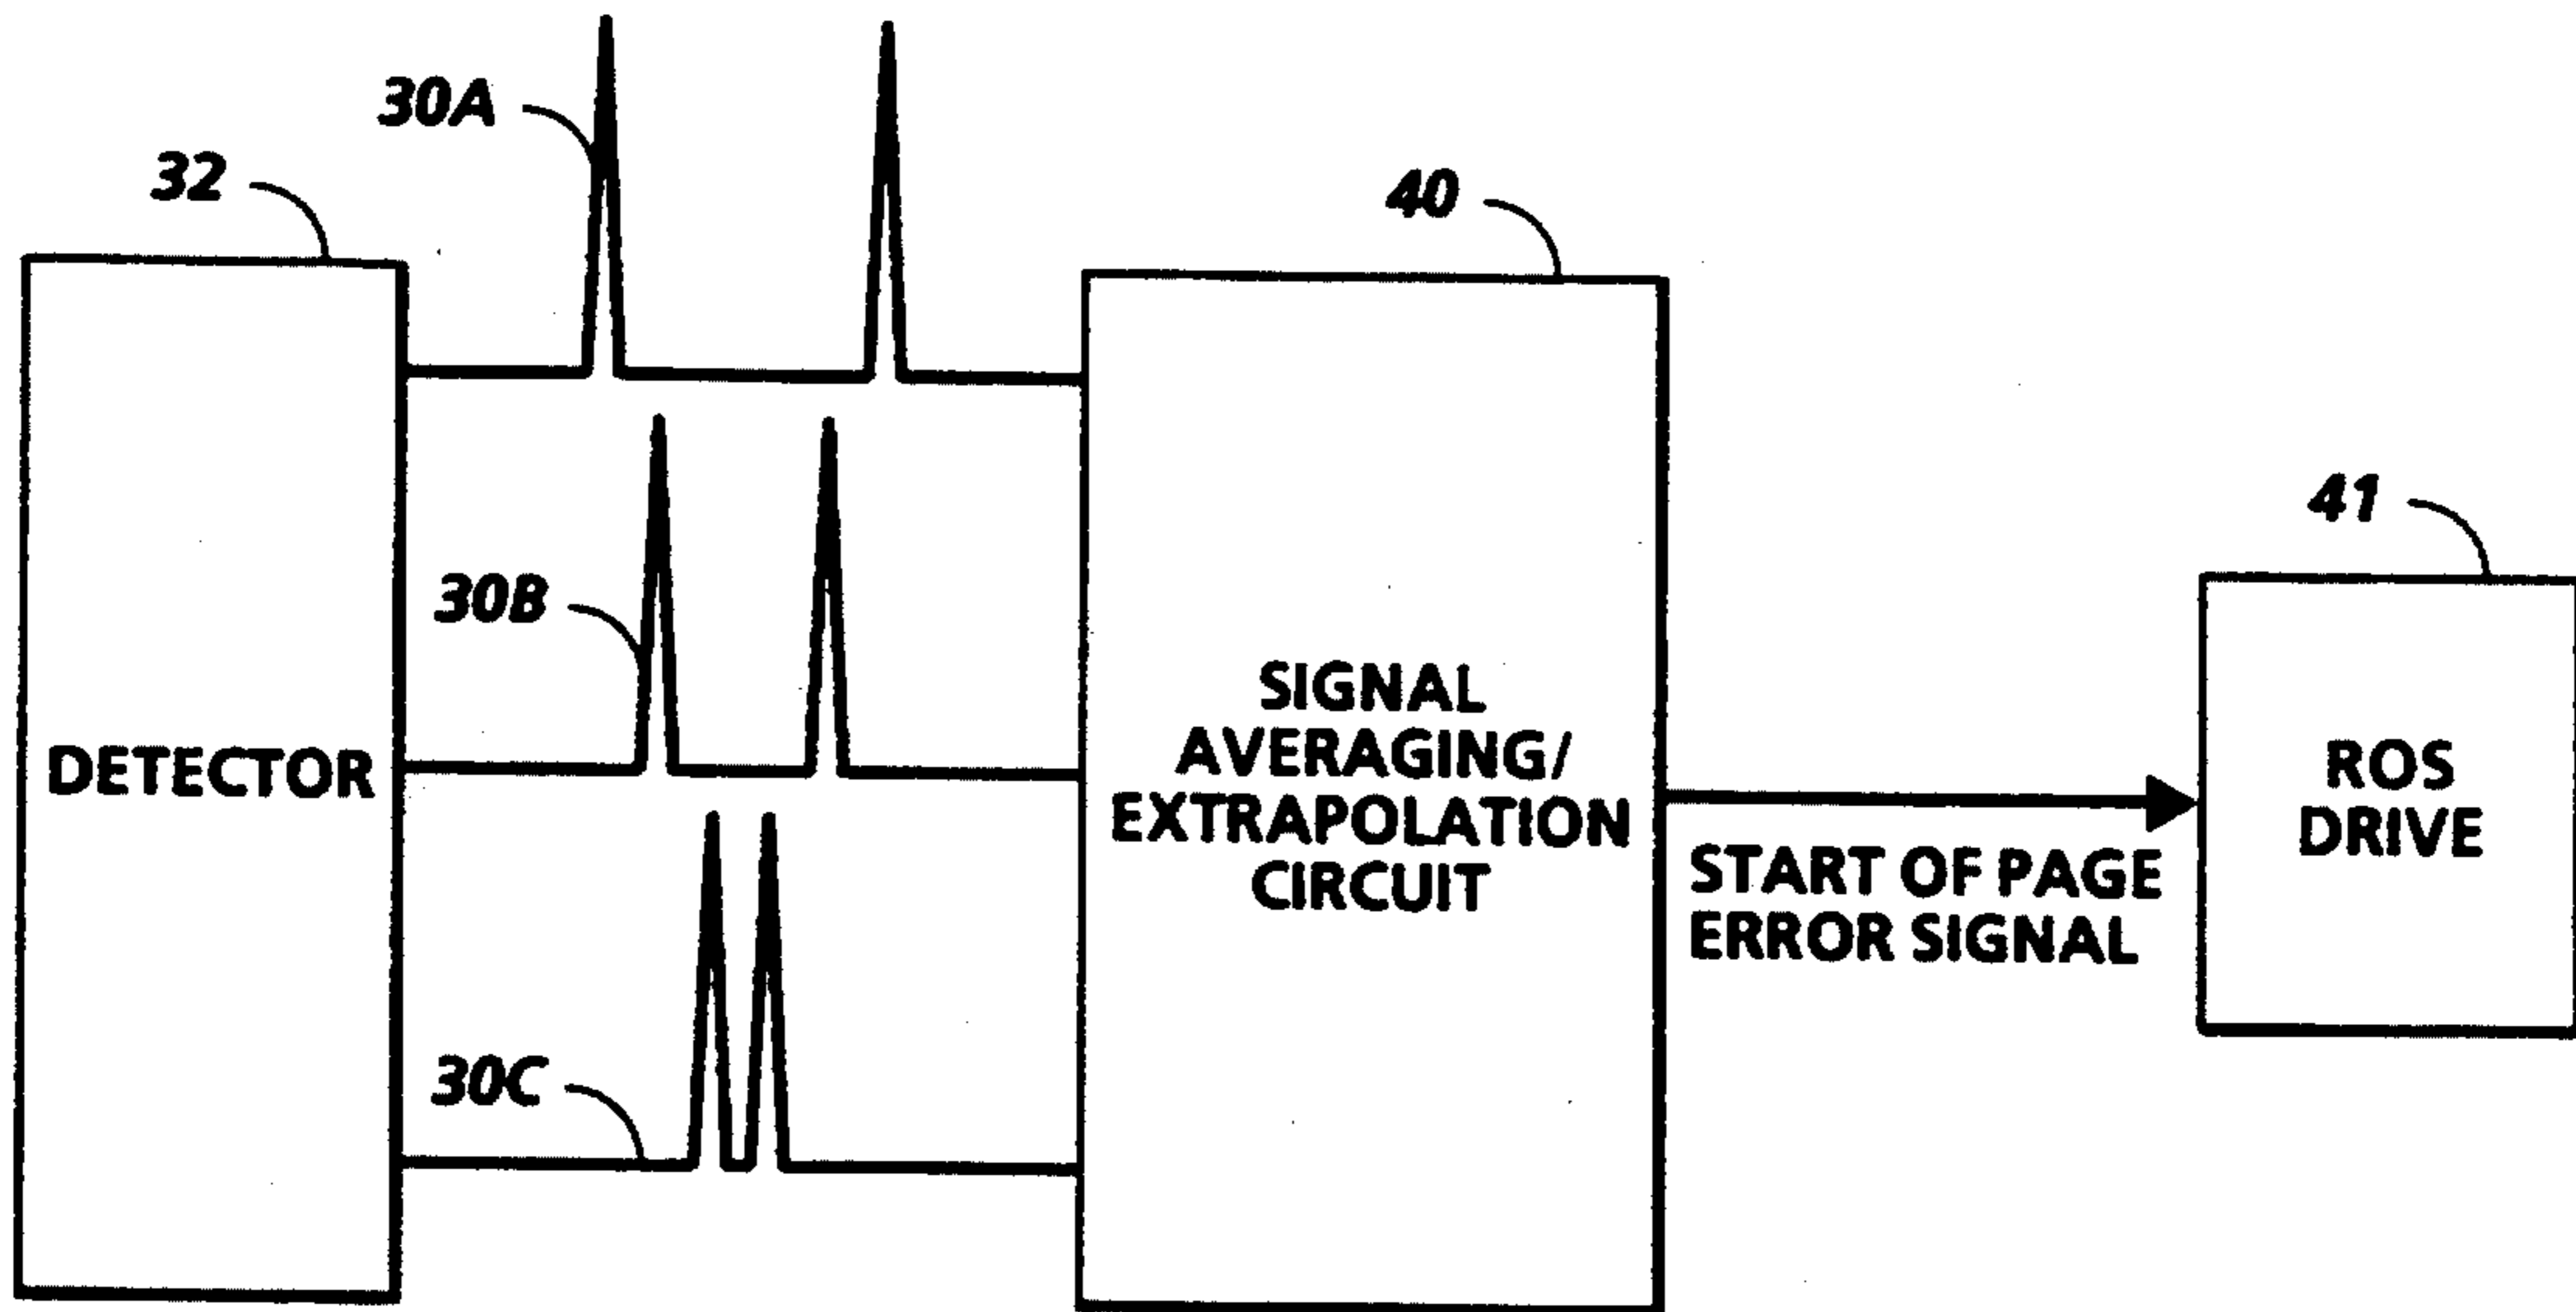 30A
32
40
30B
41
DETECTOR
SIGNAL
AVERAGING/
EXTRAPOLATION
CIRCUIT
ROS
DRIVE
START OF PAGE
ERROR SIGNAL
30C